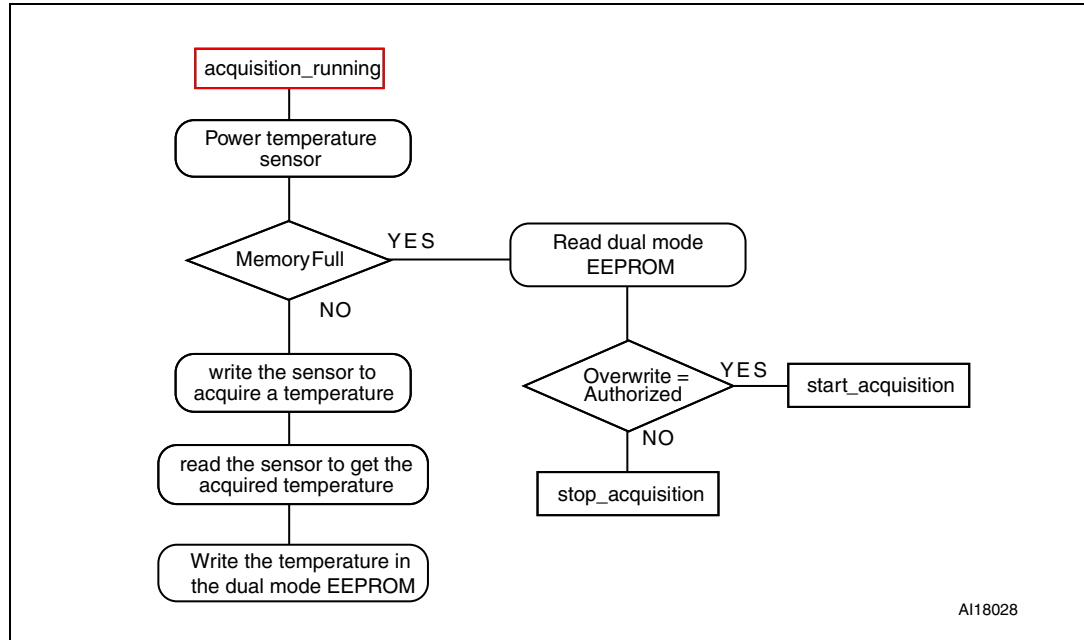 acquisition_running
Power temperature
sensor
MemoryFull
YES
NO
Read dual mode
EEPROM
write the sensor to
acquire a temperature
Overwrite =
Authorized
YES
NO
start_acquisition
read the sensor to get the
acquired temperature
stop_acquisition
Write the temperature in
the dual mode EEPROM
AI18028